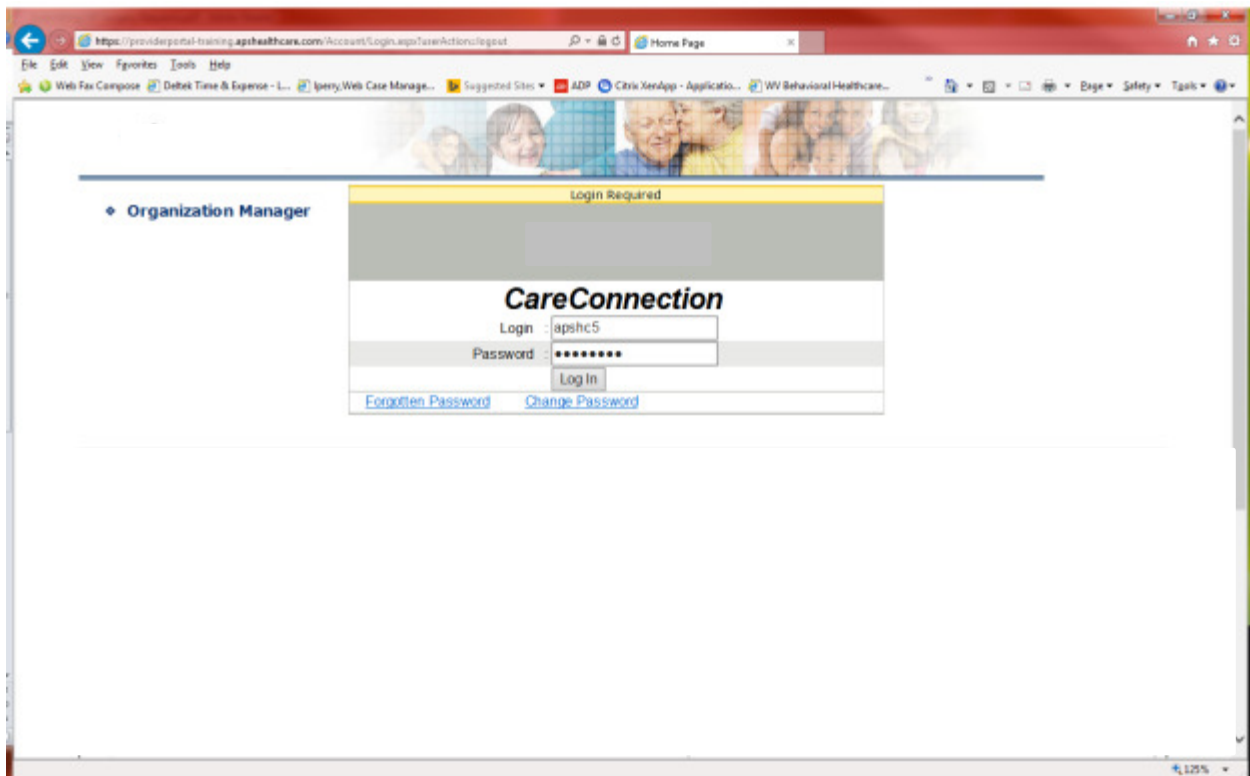 https://providerportal-training.apshealthcare.com/Account/Login.aspx?userAction=logout
Home Page
File Edit View Favorites Tools Help
Web Fax Compose Deltek Time & Expense - L... lperry,Web Case Manage... Suggested Sites ADP Citrix XenApp - Applicatio... WV Behavioral Healthcare... Page Safety Tools
Login Required
❖ Organization Manager
CareConnection
Login : apshc5
Password : ●●●●●●●●
Log In
Forgotten Password Change Password
125%